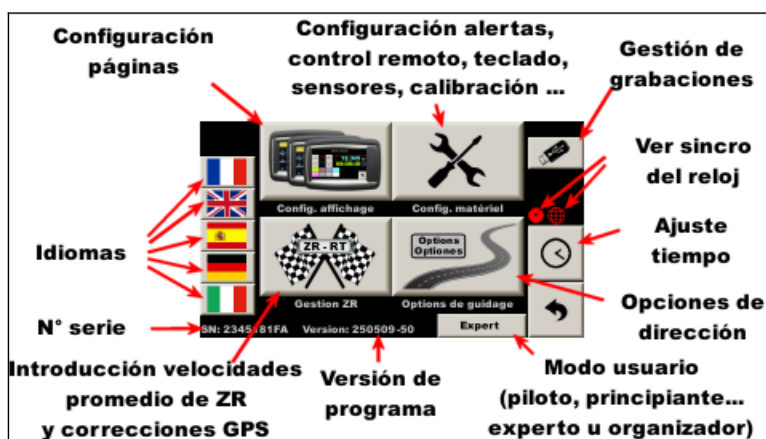 Configuración
páginas
Configuración alertas,
control remoto, teclado,
sensores, calibración ...
Gestión de
grabaciones
Ver sincro
del reloj
Config. affichage
Config. matériel
Idiomas
ZR - RT
Options
Optiones
Ajuste
tiempo
Gestion ZR
Options de guidage
Opciones de
dirección
N° serie
SN: 2345181FA
Version: 250509-50
Expert
Introducción velocidades
promedio de ZR
y correcciones GPS
Versión de
programa
Modo usuario
(piloto, principiante...
experto u organizador)